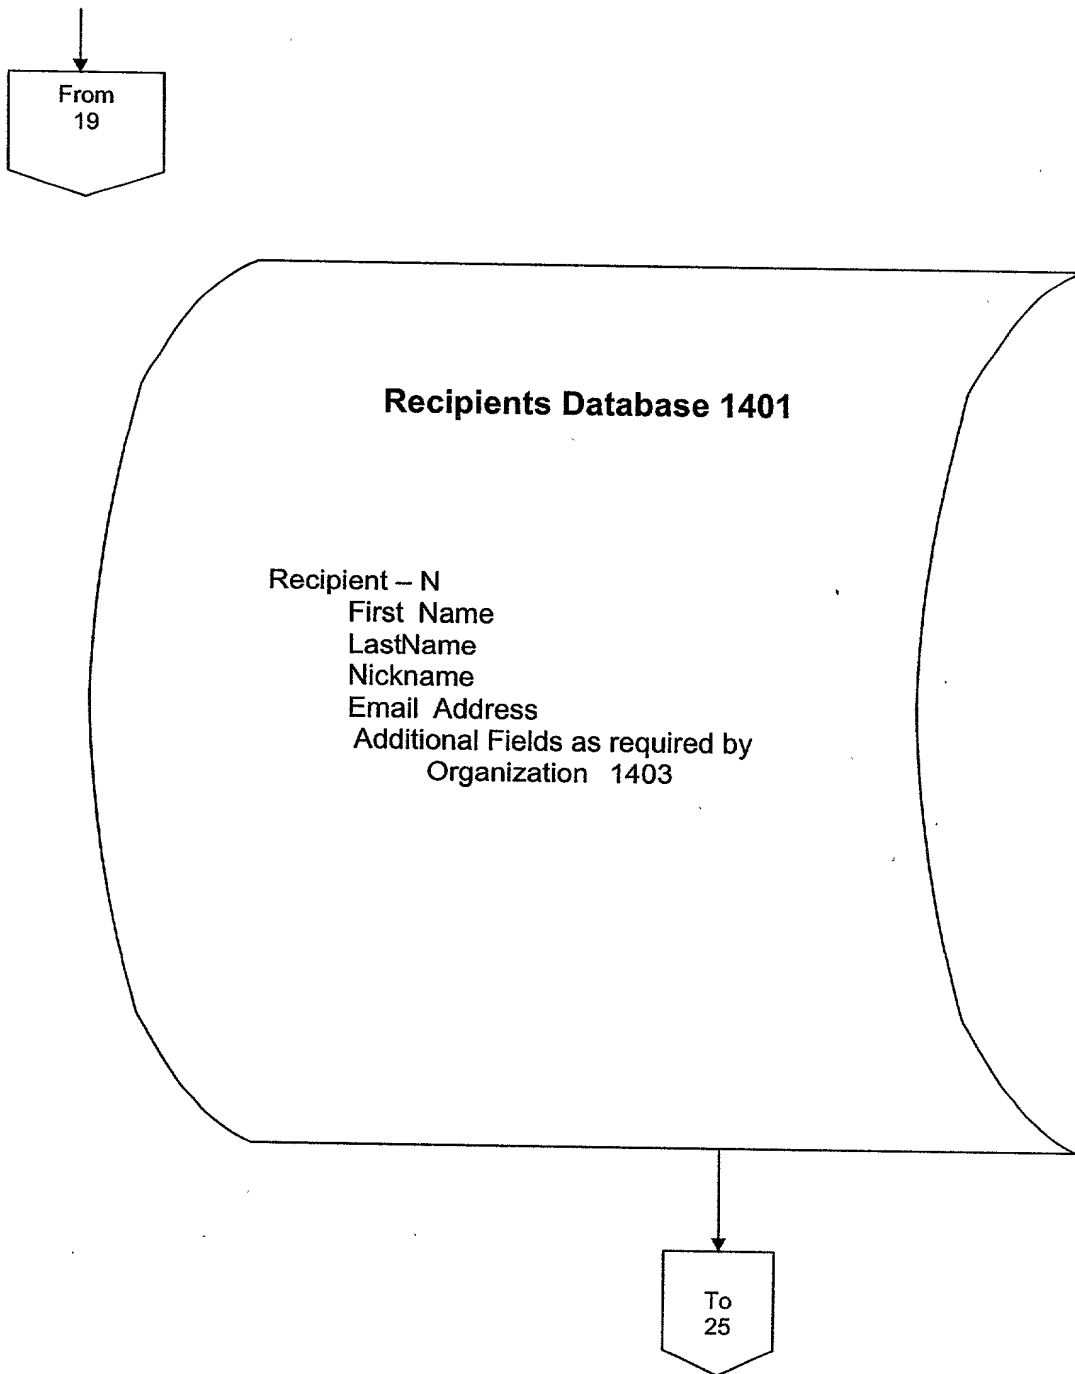 From
19
Recipients Database 1401
Recipient – N
First Name
LastName
Nickname
Email Address
Additional Fields as required by
Organization 1403
To
25